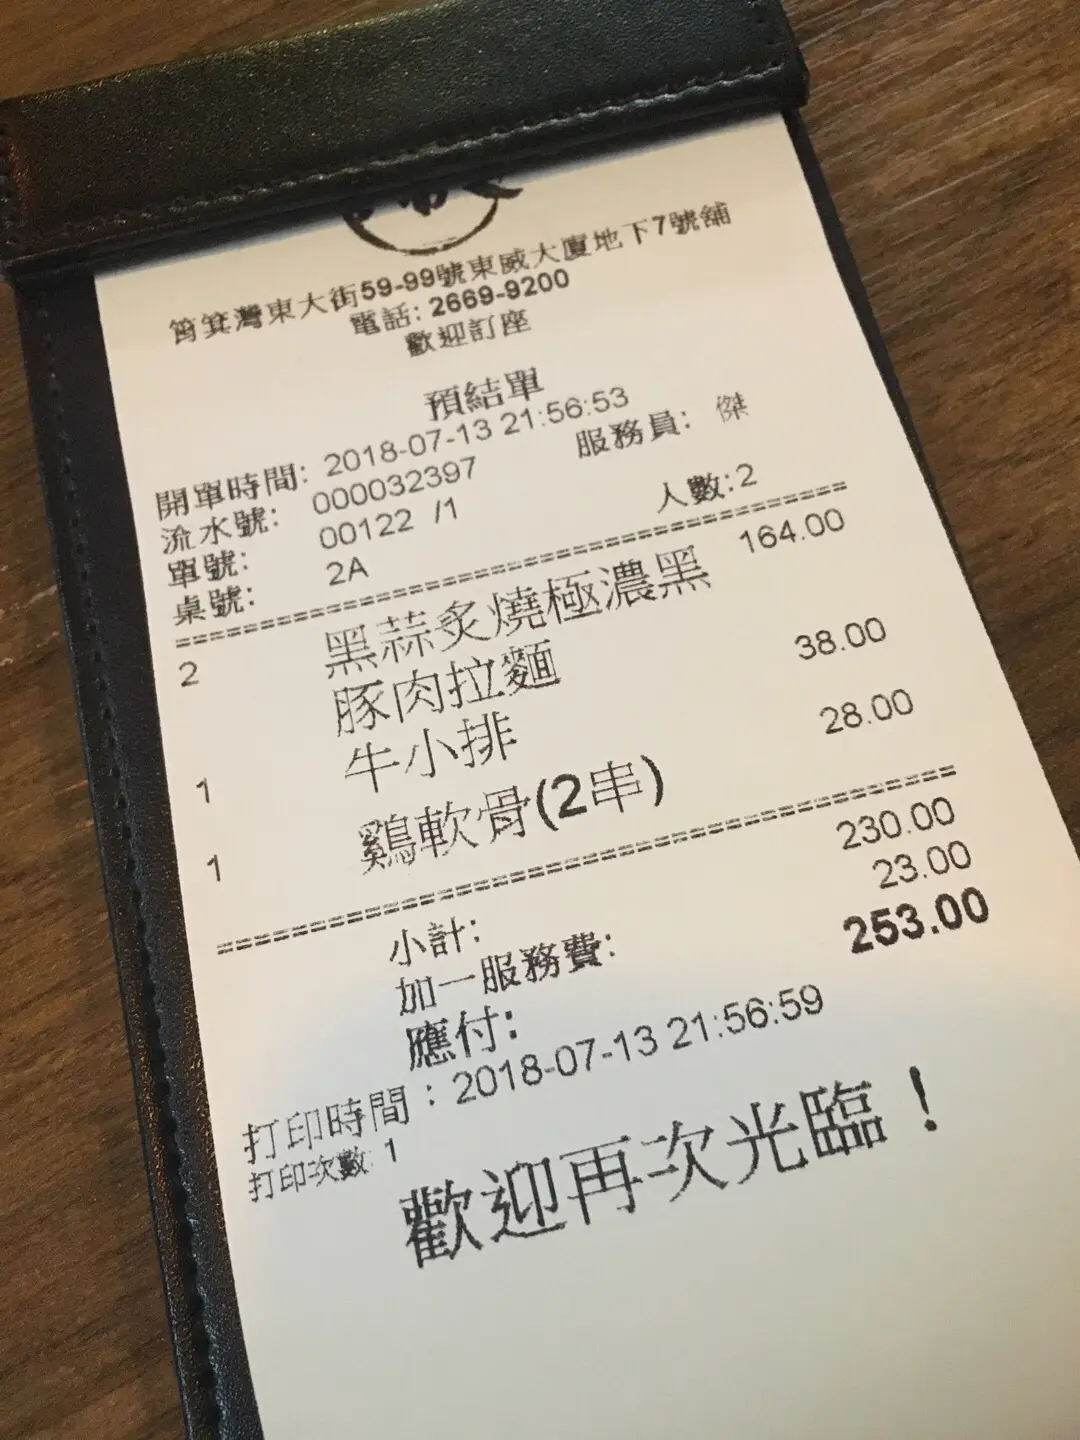 筲箕灣東大街59-99號東威大廈地下7號舖
電話: 2669-9200
歡迎訂座
預結單
開單時間: 2018-07-13 21:56:53
流水號: 000032397 服務員: 傑
單號: 00122 /1
桌號: 2A 人數:2
2 黑蒜炙燒極濃黑 164.00
豚肉拉麵
1 牛小排 38.00
1 鷄軟骨(2串) 28.00
小計: 230.00
加一服務費: 23.00
應付: 253.00
打印時間：2018-07-13 21:56:59
打印次數: 1
歡迎再次光臨！